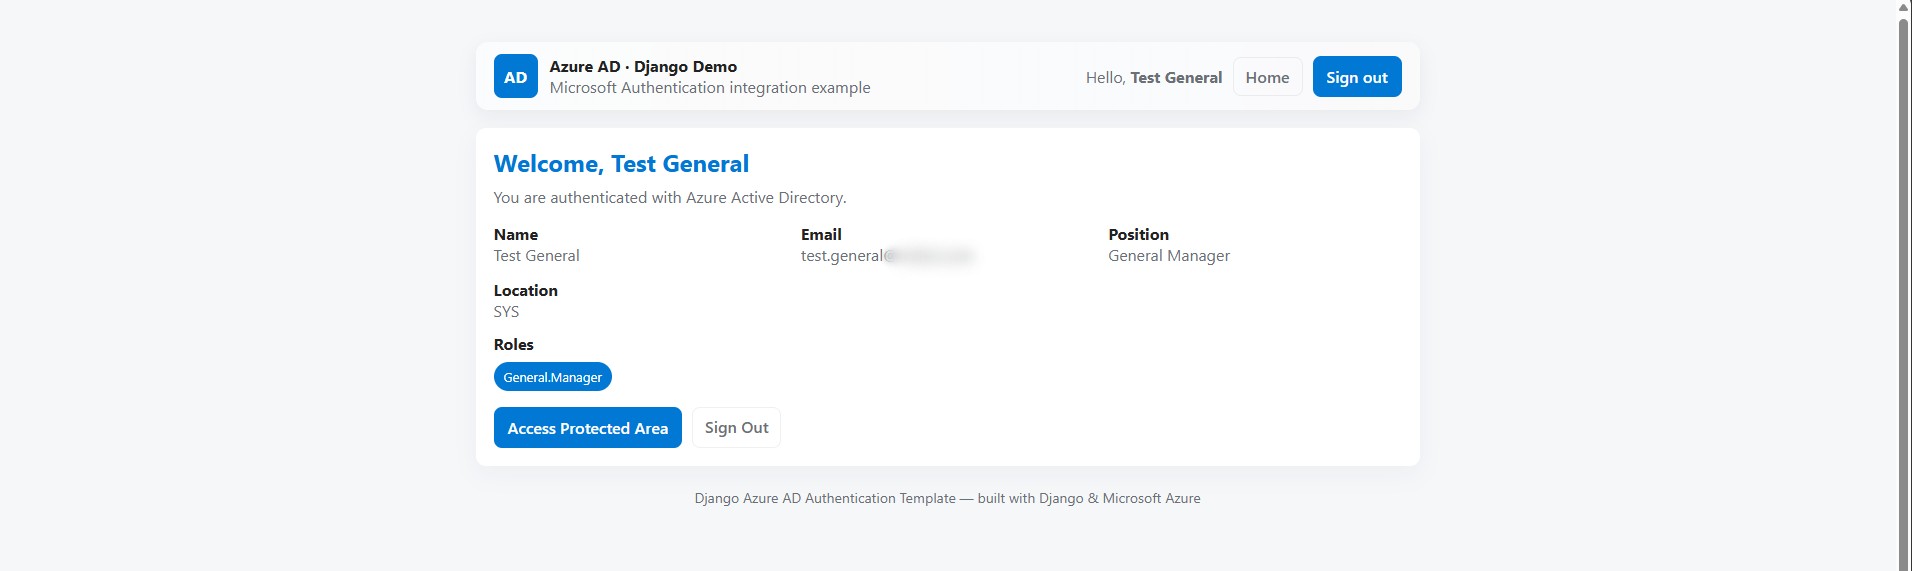 AD
Azure AD · Django Demo
Microsoft Authentication integration example
Hello, Test General
Home
Sign out
Welcome, Test General
You are authenticated with Azure Active Directory.
Name
Test General
Email
test.general@
Position
General Manager
Location
SYS
Roles
General.Manager
Access Protected Area
Sign Out
Django Azure AD Authentication Template — built with Django & Microsoft Azure